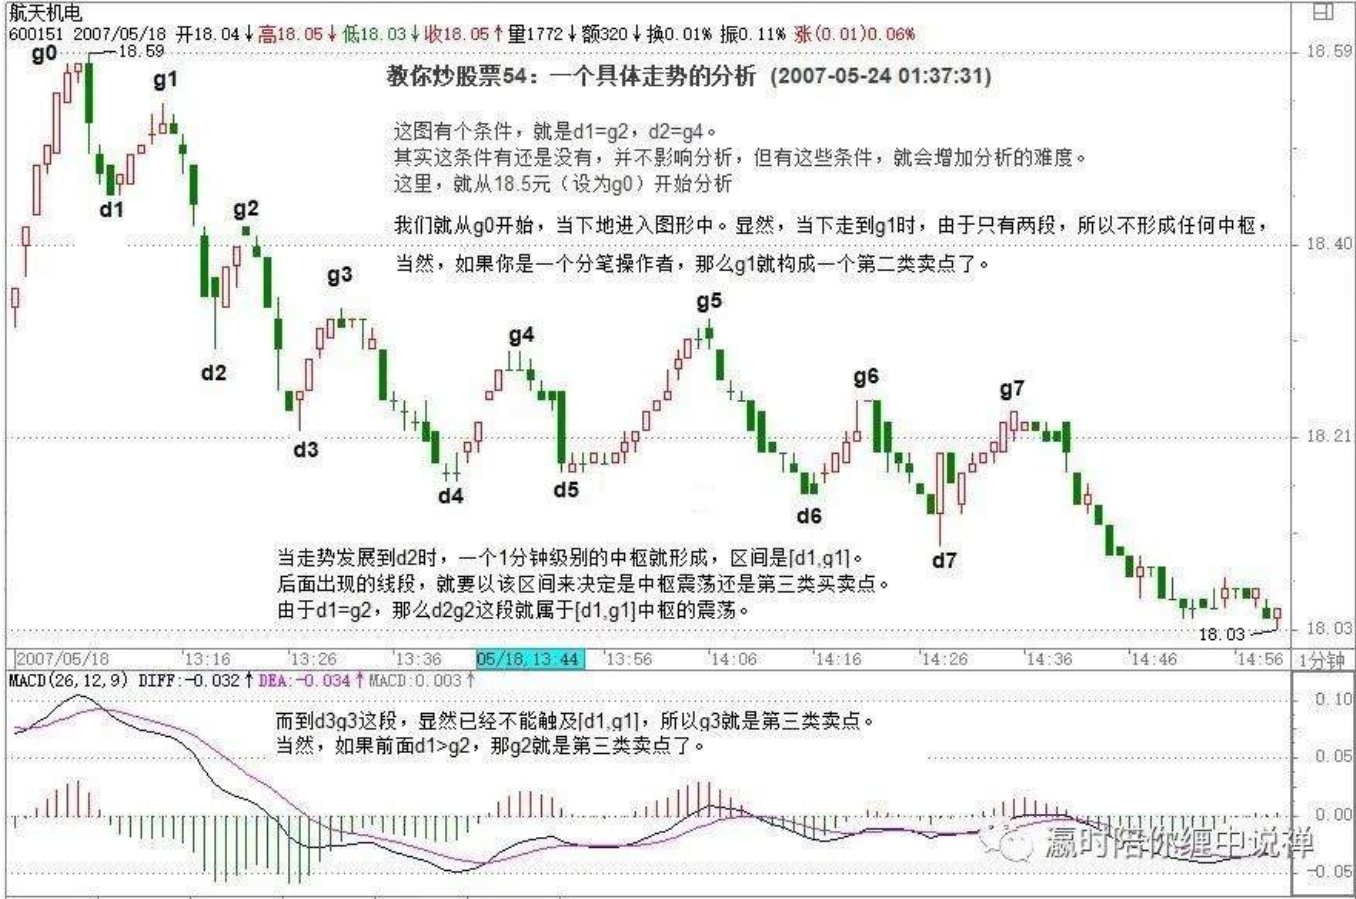 航天机电
600151 2007/05/18 开18.04↓高18.05↓低18.03↓收18.05↑量1772↓额320↓换0.01% 振0.11% 涨(0.01)0.06%
g0
18.59
18.59
g1
教你炒股票54：一个具体走势的分析 (2007-05-24 01:37:31)
这图有个条件，就是d1=g2，d2=g4。
其实这条件有还是没有，并不影响分析，但有这些条件，就会增加分析的难度。
这里，就从18.5元（设为g0）开始分析
d1
g2
我们就从g0开始，当下地进入图形中。显然，当下走到g1时，由于只有两段，所以不形成任何中枢，
18.40
当然，如果你是一个分笔操作者，那么g1就构成一个第二类卖点了。
g3
g5
g4
d2
g6
g7
18.21
d3
d4
d5
d6
d7
当走势发展到d2时，一个1分钟级别的中枢就形成，区间是[d1,g1]。
后面出现的线段，就要以该区间来决定是中枢震荡还是第三类买卖点。
由于d1=g2，那么d2g2这段就属于[d1,g1]中枢的震荡。
18.03
18.03
2007/05/18 13:16 13:26 13:36 05/18,13:44 13:56 14:06 14:16 14:26 14:36 14:46 14:56 1分钟
MACD(26,12,9) DIFF:-0.032↑DEA:-0.034↑MACD:0.003↑
0.10
而到d3g3这段，显然已经不能触及[d1,g1]，所以g3就是第三类卖点。
当然，如果前面d1>g2，那g2就是第三类卖点了。
0.05
0.00
瀛时陪你缠中说禅
-0.05